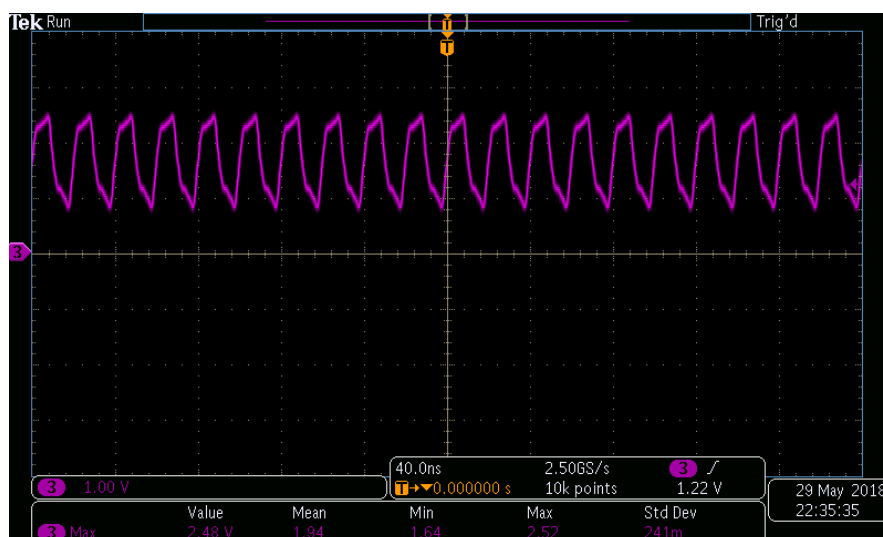 Tek Run Trig'd
T
T
3
40.0ns 2.50GS/s 3
3 1.00 V T→▼0.000000 s 10k points 1.22 V
29 May 2018
22:35:35
Value Mean Min Max Std Dev
3 Max 2.48 V 1.94 1.64 2.52 241m